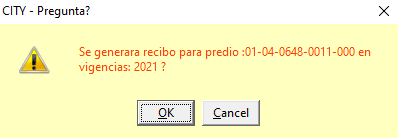 CITY - Pregunta?
Se generara recibo para predio :01-04-0648-0011-000 en
vigencias: 2021 ?
OK
Cancel